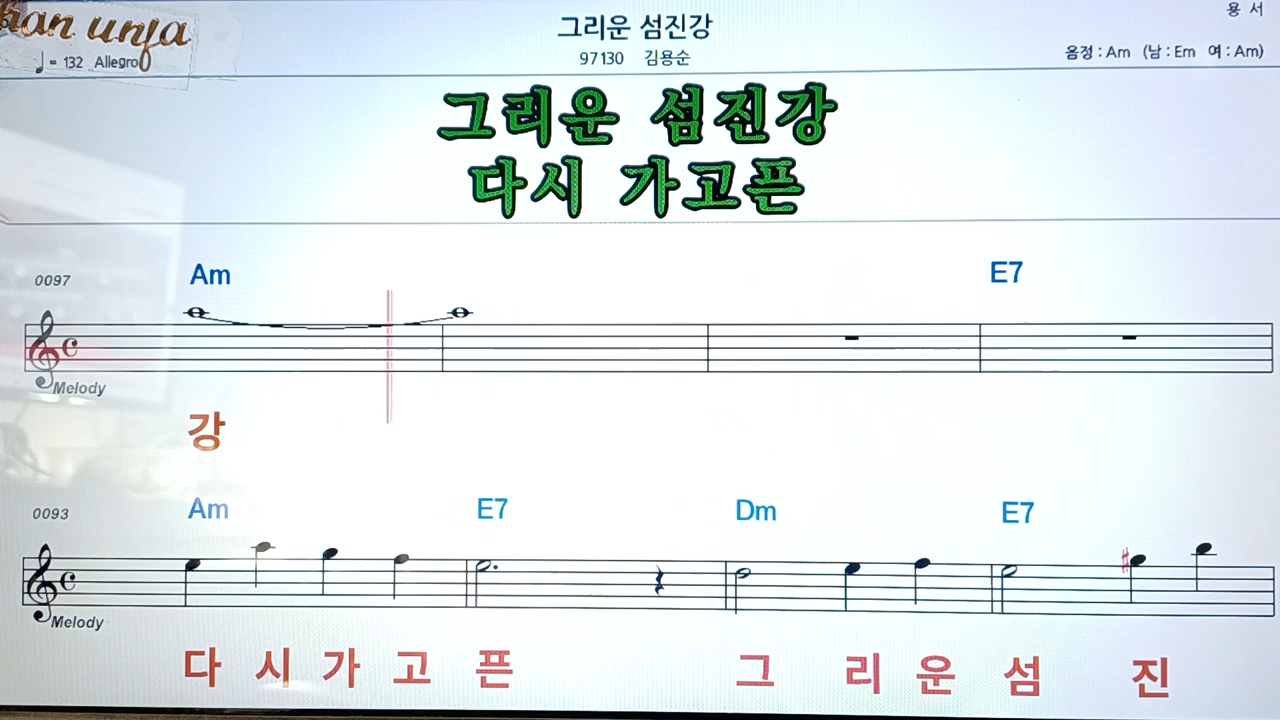 han unfa
♩ = 132 Allegro
그리운 섬진강
97130 김용순
용 서
음정 : Am (남 : Em 여 : Am)
그리운 섬진강
다시 가고픈
0097
Am E7
Melody
강
0093
Am E7 Dm E7
Melody
다 시 가 고 픈 그 리 운 섬 진